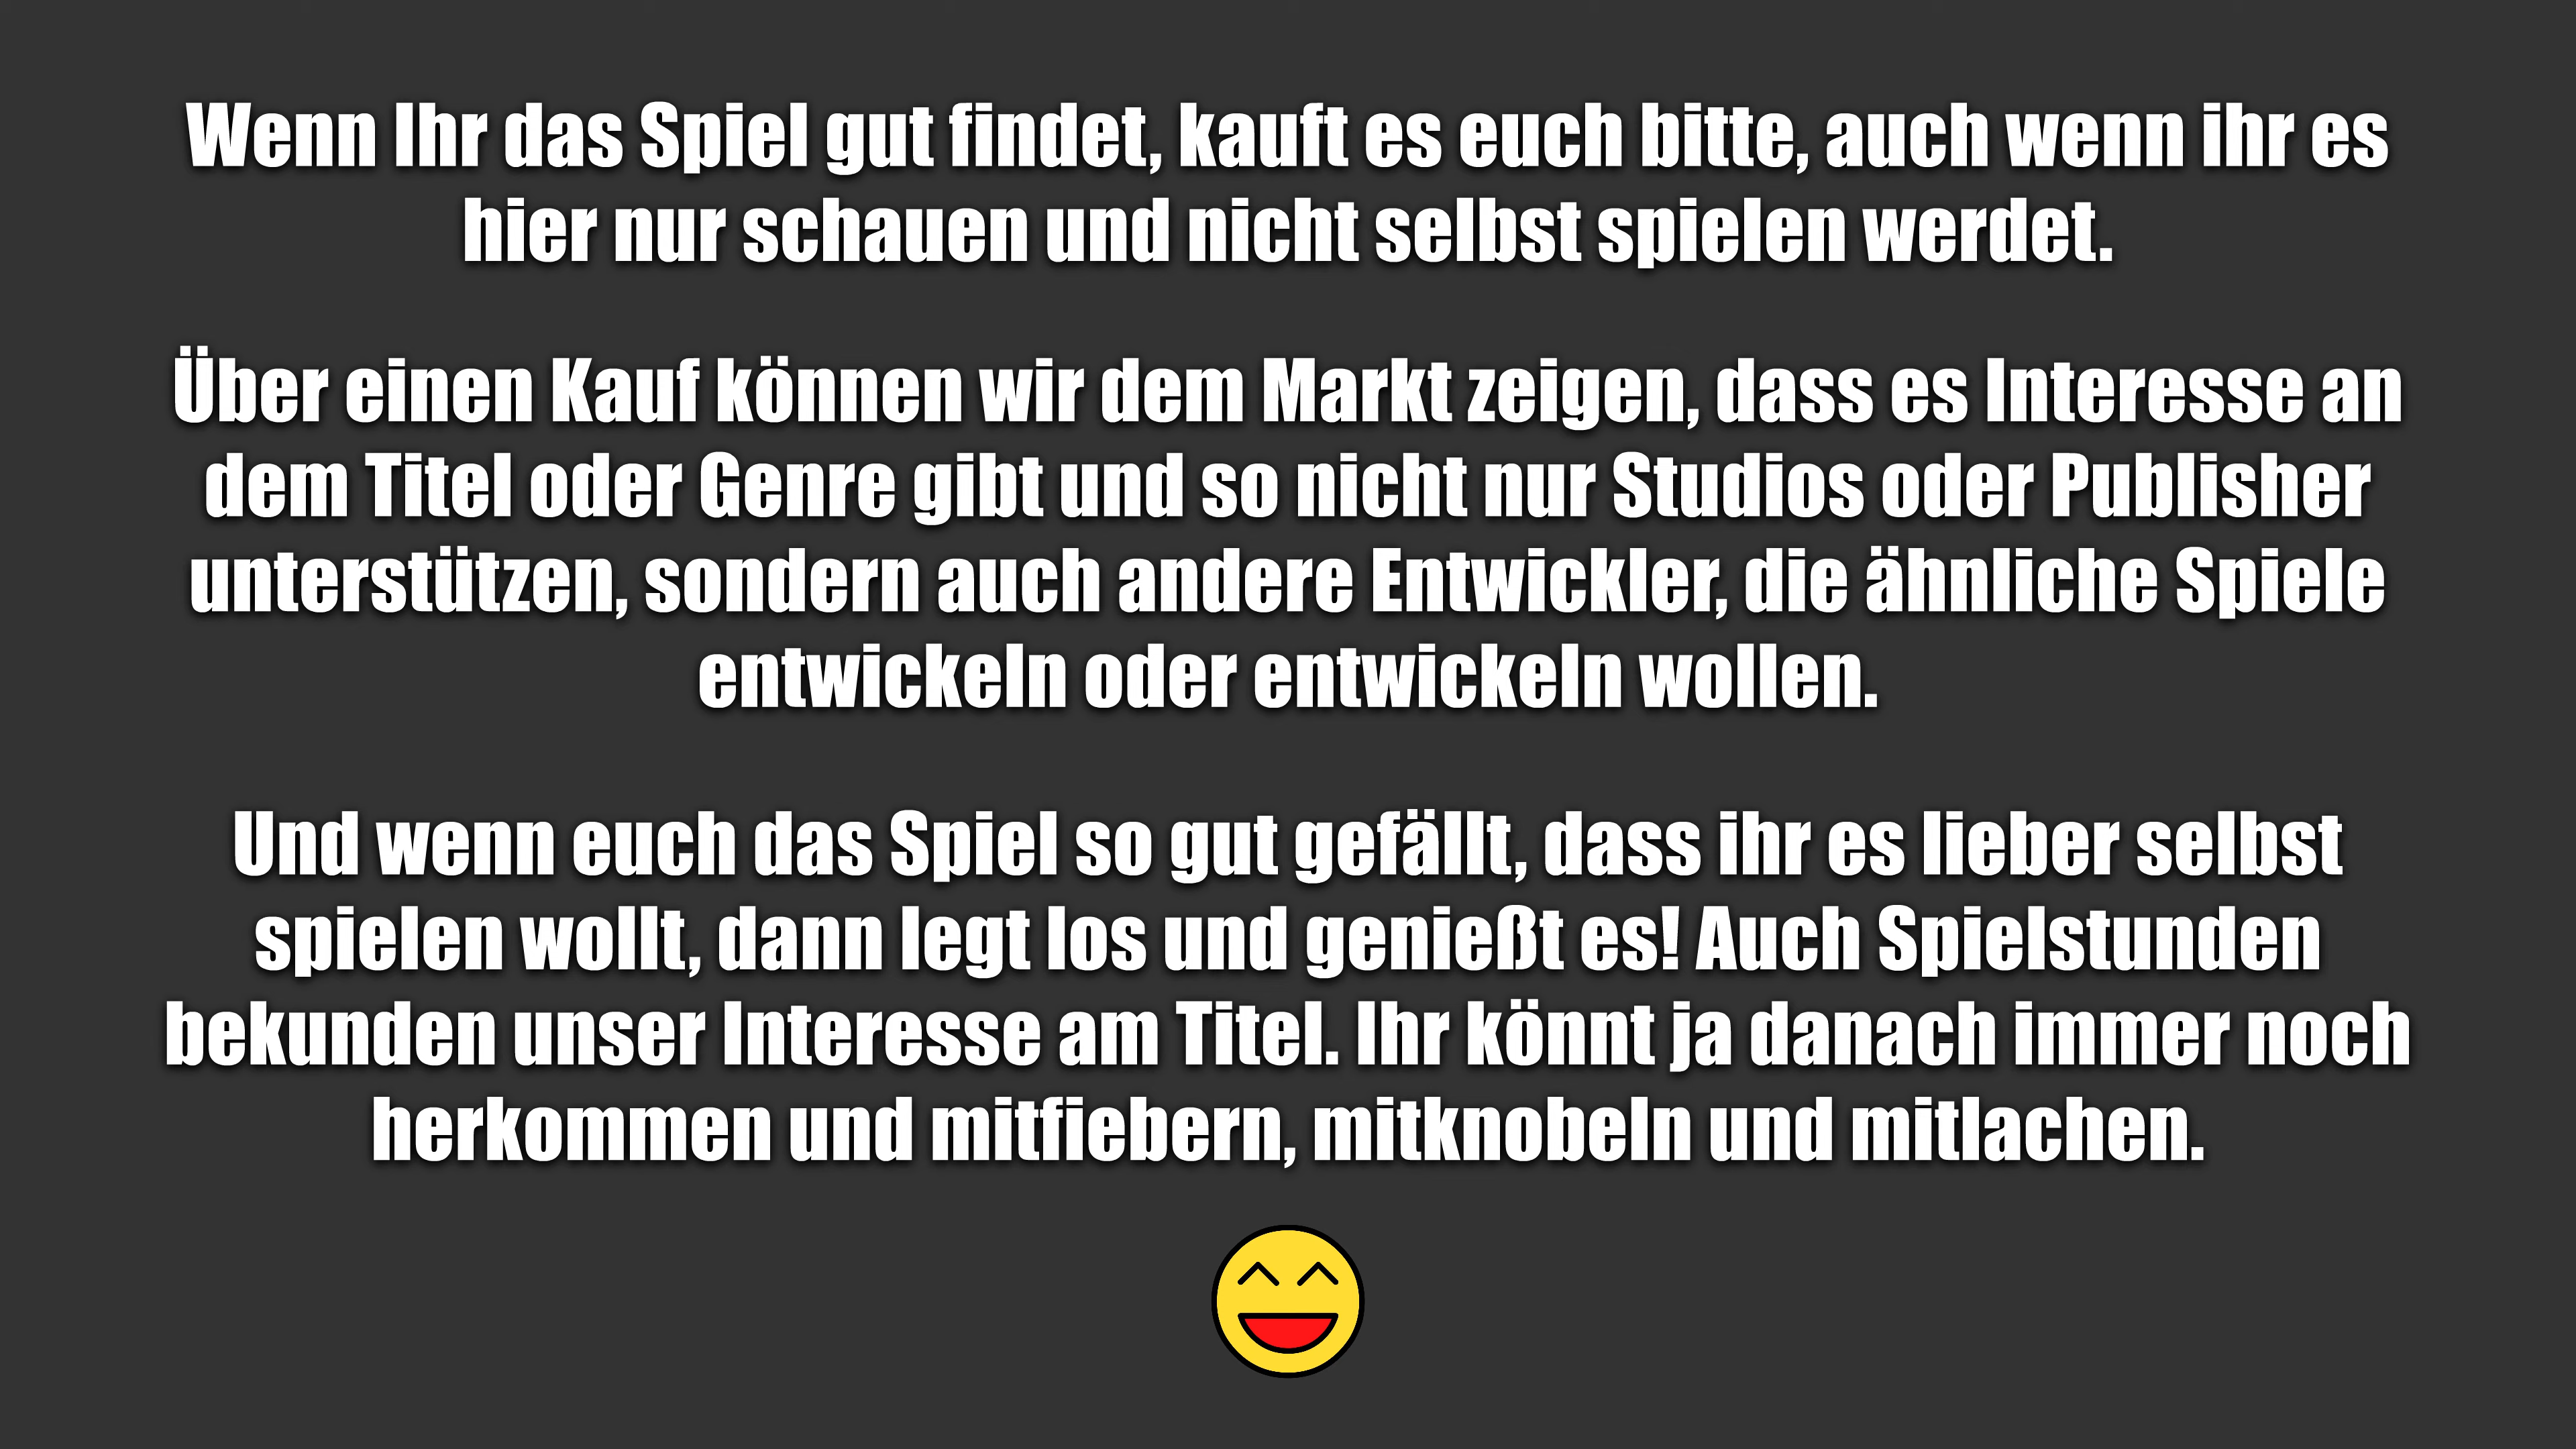 Wenn Ihr das Spiel gut findet, kauft es euch bitte, auch wenn ihr es
hier nur schauen und nicht selbst spielen werdet.
Über einen Kauf können wir dem Markt zeigen, dass es Interesse an
dem Titel oder Genre gibt und so nicht nur Studios oder Publisher
unterstützen, sondern auch andere Entwickler, die ähnliche Spiele
entwickeln oder entwickeln wollen.
Und wenn euch das Spiel so gut gefällt, dass ihr es lieber selbst
spielen wollt, dann legt los und genießt es! Auch Spielstunden
bekunden unser Interesse am Titel. Ihr könnt ja danach immer noch
herkommen und mitfiebern, mitknobeln und mitlachen.